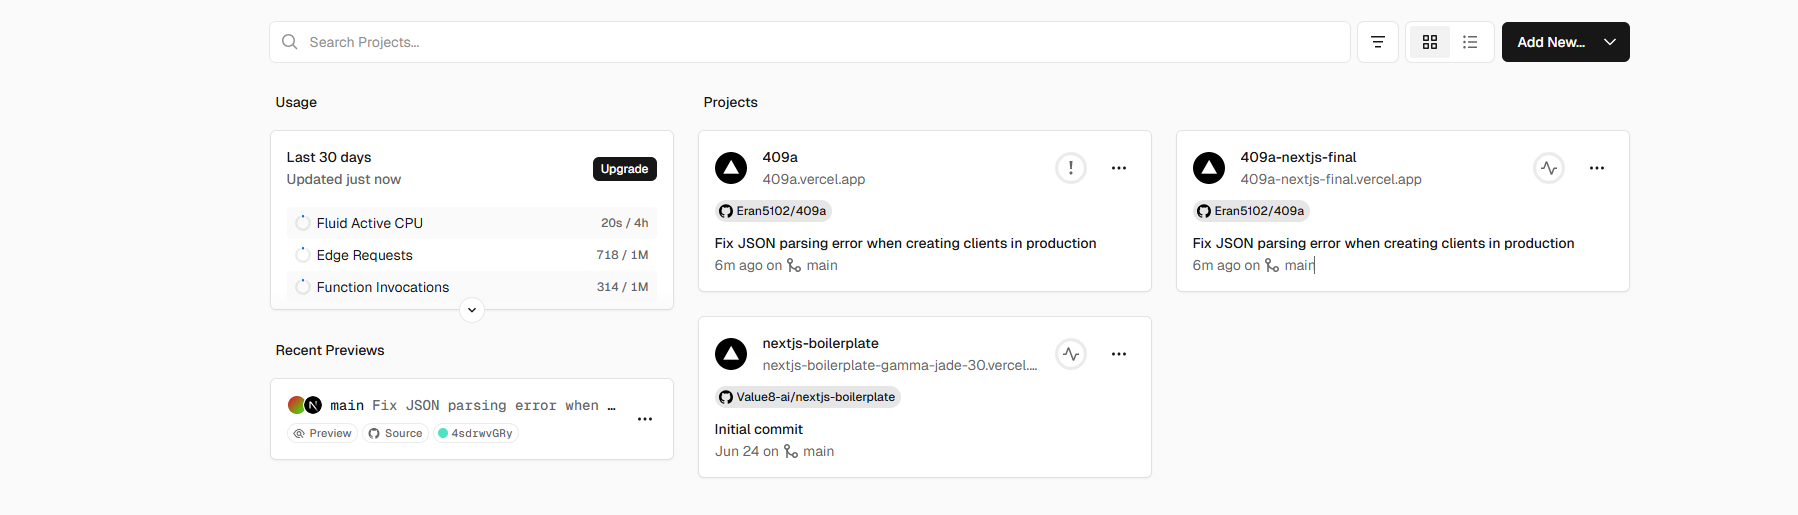 Search Projects...
Add New...
Usage
Last 30 days
Updated just now
Upgrade
Fluid Active CPU 20s / 4h
Edge Requests 718 / 1M
Function Invocations 314 / 1M
Recent Previews
main Fix JSON parsing error when …
Preview Source 4sdrwvGRy
Projects
409a
409a.vercel.app
Eran5102/409a
Fix JSON parsing error when creating clients in production
6m ago on main
409a-nextjs-final
409a-nextjs-final.vercel.app
Eran5102/409a
Fix JSON parsing error when creating clients in production
6m ago on main
nextjs-boilerplate
nextjs-boilerplate-gamma-jade-30.vercel.…
Value8-ai/nextjs-boilerplate
Initial commit
Jun 24 on main